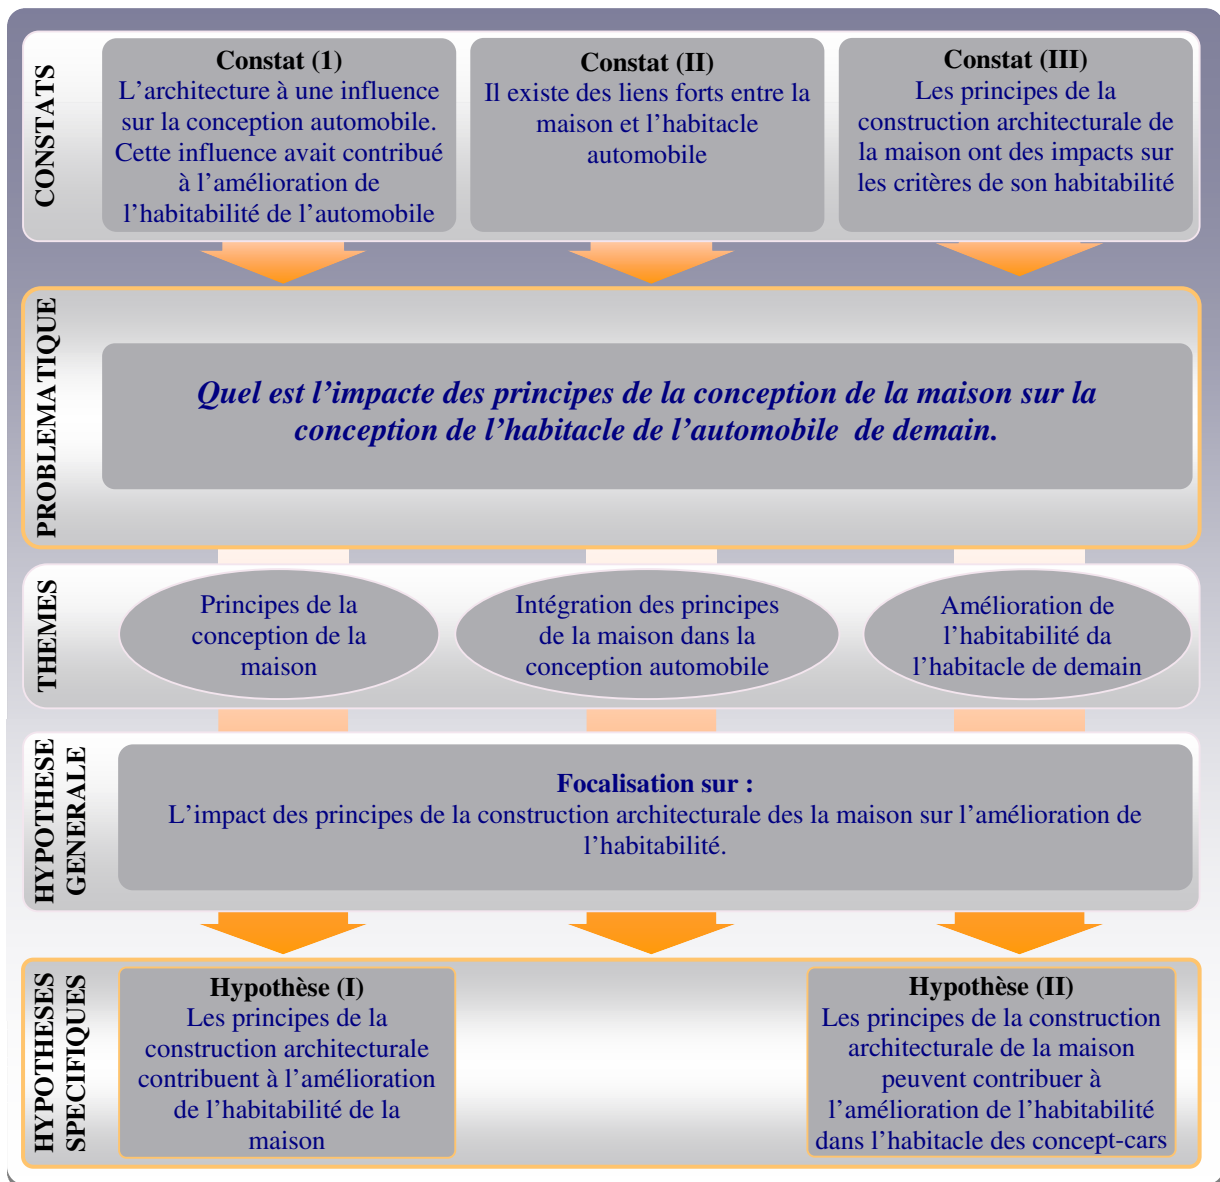 CONSTATS
Constat (1)
L’architecture à une influence
sur la conception automobile.
Cette influence avait contribué
à l’amélioration de
l’habitabilité de l’automobile
Constat (II)
Il existe des liens forts entre la
maison et l’habitacle
automobile
Constat (III)
Les principes de la
construction architecturale de
la maison ont des impacts sur
les critères de son habitabilité
PROBLEMATIQUE
Quel est l’impacte des principes de la conception de la maison sur la
conception de l’habitacle de l’automobile de demain.
THEMES
Principes de la
conception de la
maison
Intégration des principes
de la maison dans la
conception automobile
Amélioration de
l’habitabilité da
l’habitacle de demain
HYPOTHESE
GENERALE
Focalisation sur :
L’impact des principes de la construction architecturale des la maison sur l’amélioration de
l’habitabilité.
HYPOTHESES
SPECIFIQUES
Hypothèse (I)
Les principes de la
construction architecturale
contribuent à l’amélioration
de l’habitabilité de la
maison
Hypothèse (II)
Les principes de la construction
architecturale de la maison
peuvent contribuer à
l’amélioration de l’habitabilité
dans l’habitacle des concept-cars